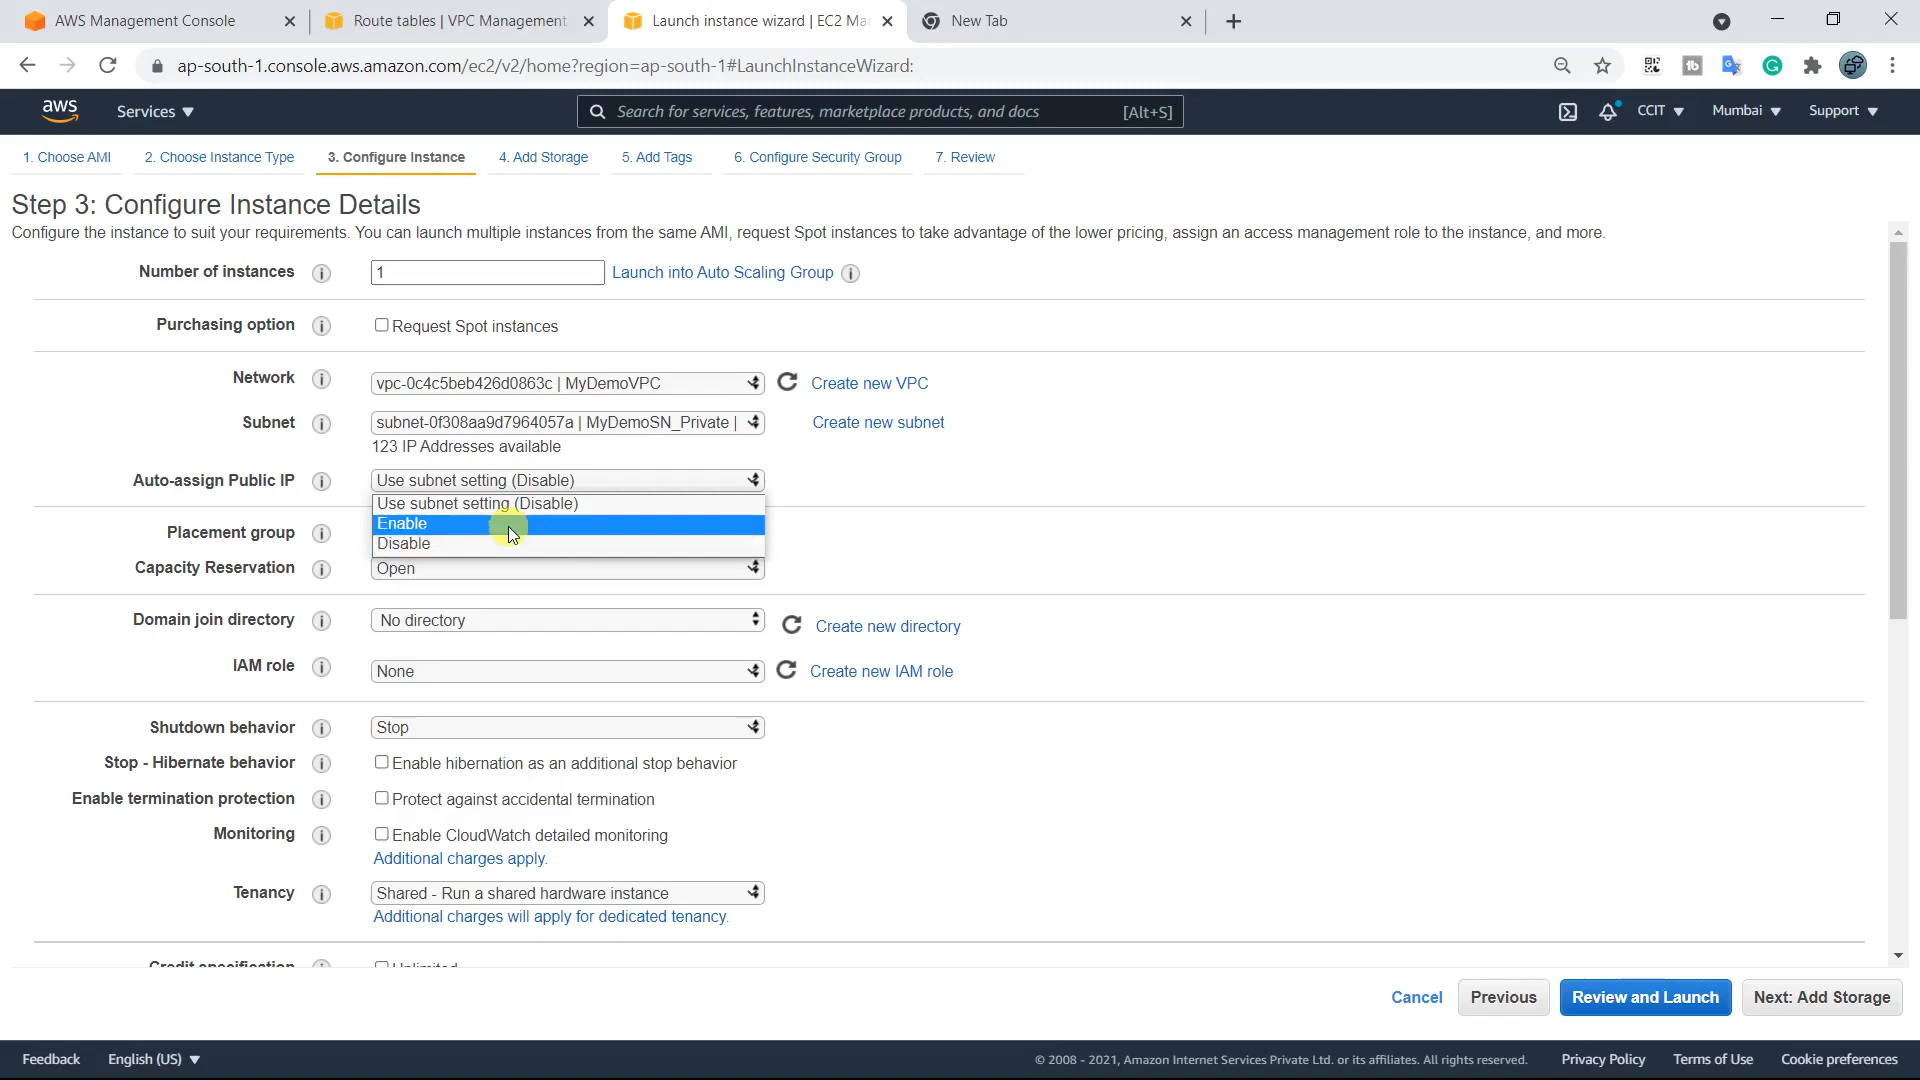 AWS Management Console
Route tables | VPC Management
Launch instance wizard | EC2 Ma
New Tab
ap-south-1.console.aws.amazon.com/ec2/v2/home?region=ap-south-1#LaunchInstanceWizard:
aws
Services
Search for services, features, marketplace products, and docs [Alt+S]
CCIT
Mumbai
Support
1. Choose AMI
2. Choose Instance Type
3. Configure Instance
4. Add Storage
5. Add Tags
6. Configure Security Group
7. Review
Step 3: Configure Instance Details
Configure the instance to suit your requirements. You can launch multiple instances from the same AMI, request Spot instances to take advantage of the lower pricing, assign an access management role to the instance, and more.
Number of instances
1
Launch into Auto Scaling Group
Purchasing option
Request Spot instances
Network
vpc-0c4c5beb426d0863c | MyDemoVPC
Create new VPC
Subnet
subnet-0f308aa9d7964057a | MyDemoSN_Private |
Create new subnet
123 IP Addresses available
Auto-assign Public IP
Use subnet setting (Disable)
Use subnet setting (Disable)
Enable
Disable
Placement group
Capacity Reservation
Open
Domain join directory
No directory
Create new directory
IAM role
None
Create new IAM role
Shutdown behavior
Stop
Stop - Hibernate behavior
Enable hibernation as an additional stop behavior
Enable termination protection
Protect against accidental termination
Monitoring
Enable CloudWatch detailed monitoring
Additional charges apply.
Tenancy
Shared - Run a shared hardware instance
Additional charges will apply for dedicated tenancy.
Credit specification
Unlimited
Cancel
Previous
Review and Launch
Next: Add Storage
Feedback
English (US)
© 2008 - 2021, Amazon Internet Services Private Ltd. or its affiliates. All rights reserved.
Privacy Policy
Terms of Use
Cookie preferences